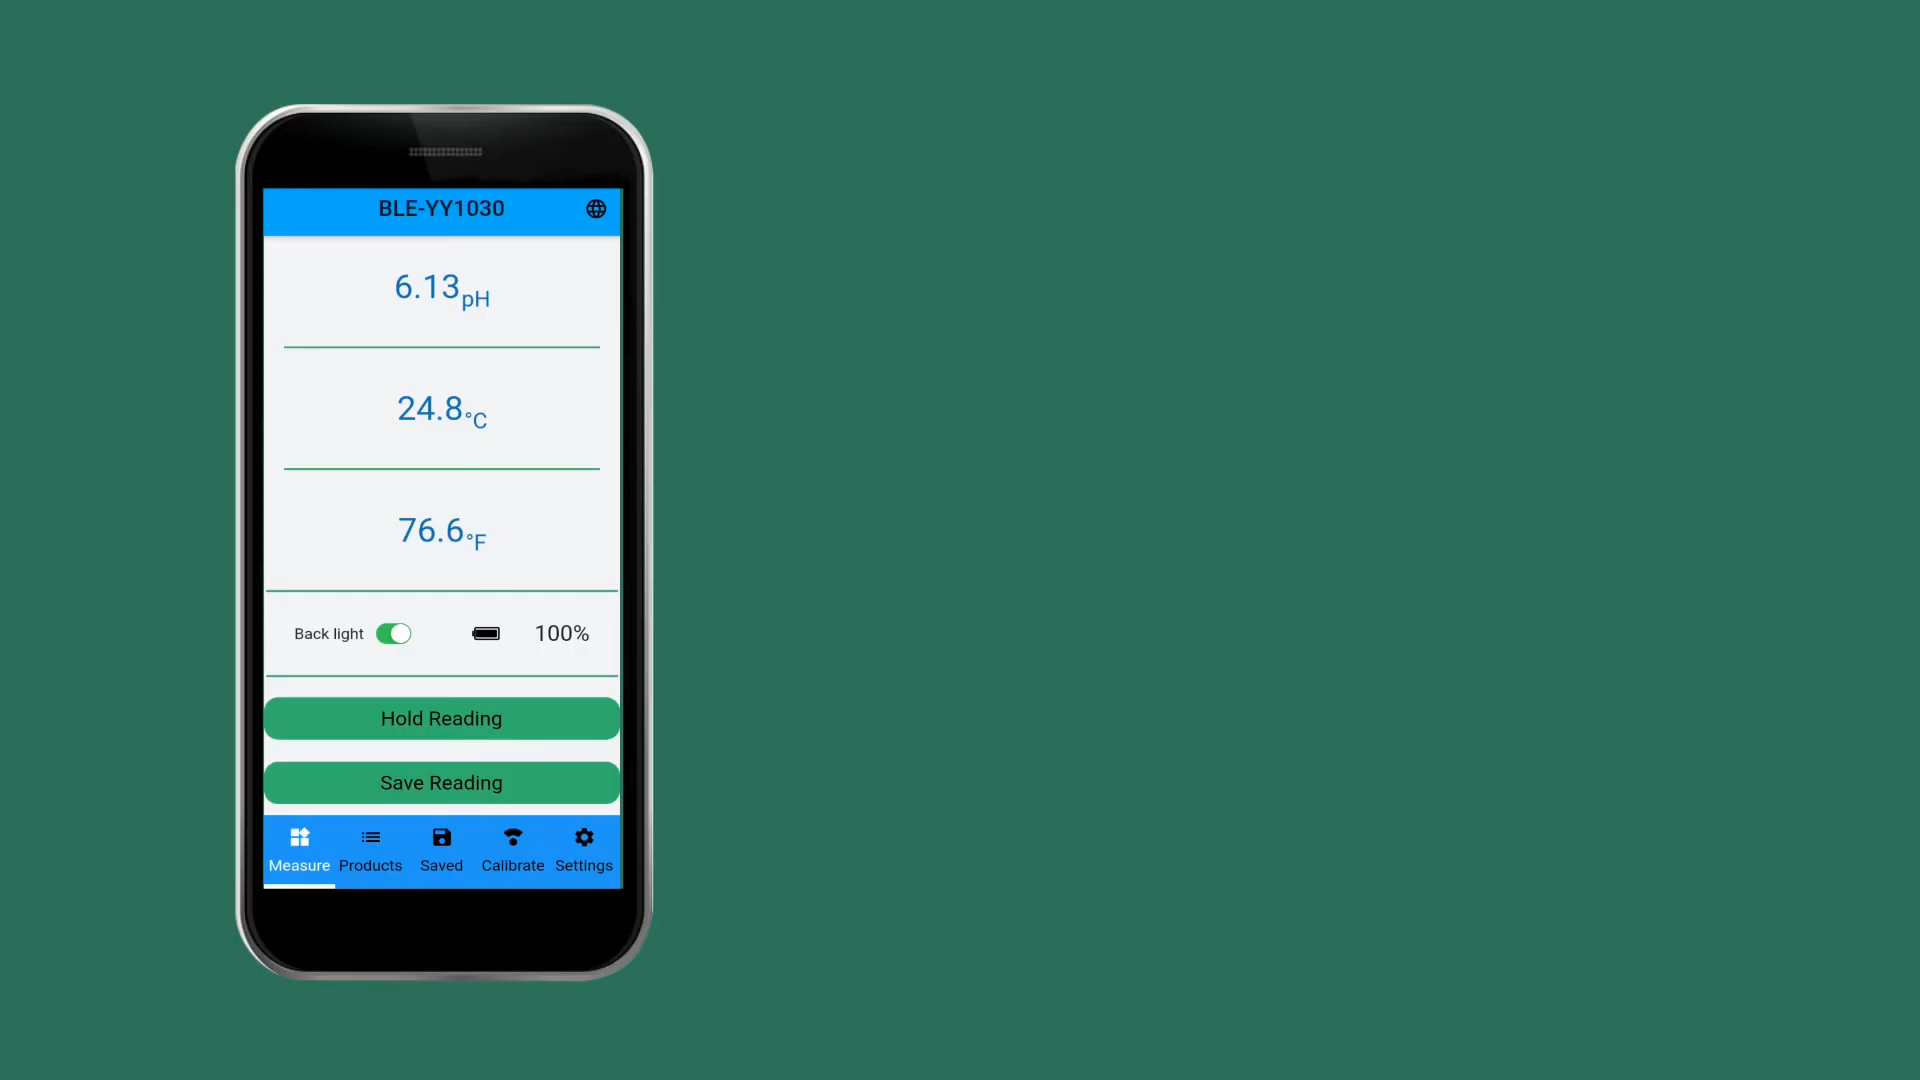 BLE-YY1030
6.13pH
24.8°C
76.6°F
Back light 100%
Hold Reading
Save Reading
Measure Products Saved Calibrate Settings